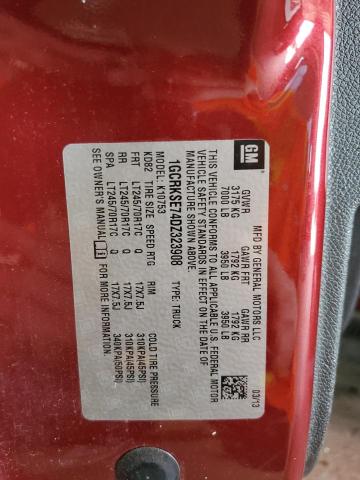 GM
MFD BY GENERAL MOTORS LLC 03/13
GVWR GAWR FRT GAWR RR
3175 KG 1792 KG 1792 KG
7000 LB 3950 LB 3950 LB
THIS VEHICLE CONFORMS TO ALL APPLICABLE U.S. FEDERAL MOTOR
VEHICLE SAFETY STANDARDS IN EFFECT ON THE DATE OF
MANUFACTURE SHOWN ABOVE.
1GCRKSE74DZ323908 TYPE: TRUCK
MODEL: K10753
KD82 TIRE SIZE SPEED RTG RIM COLD TIRE PRESSURE
FRT LT245/70R17C Q 17X7.5J 310KPA(45PSI)
RR LT245/70R17C Q 17X7.5J 310KPA(45PSI)
SPA LT245/70R17C Q 17X7.5J 340KPA(50PSI)
SEE OWNER'S MANUAL FOR MORE INFORMATION.